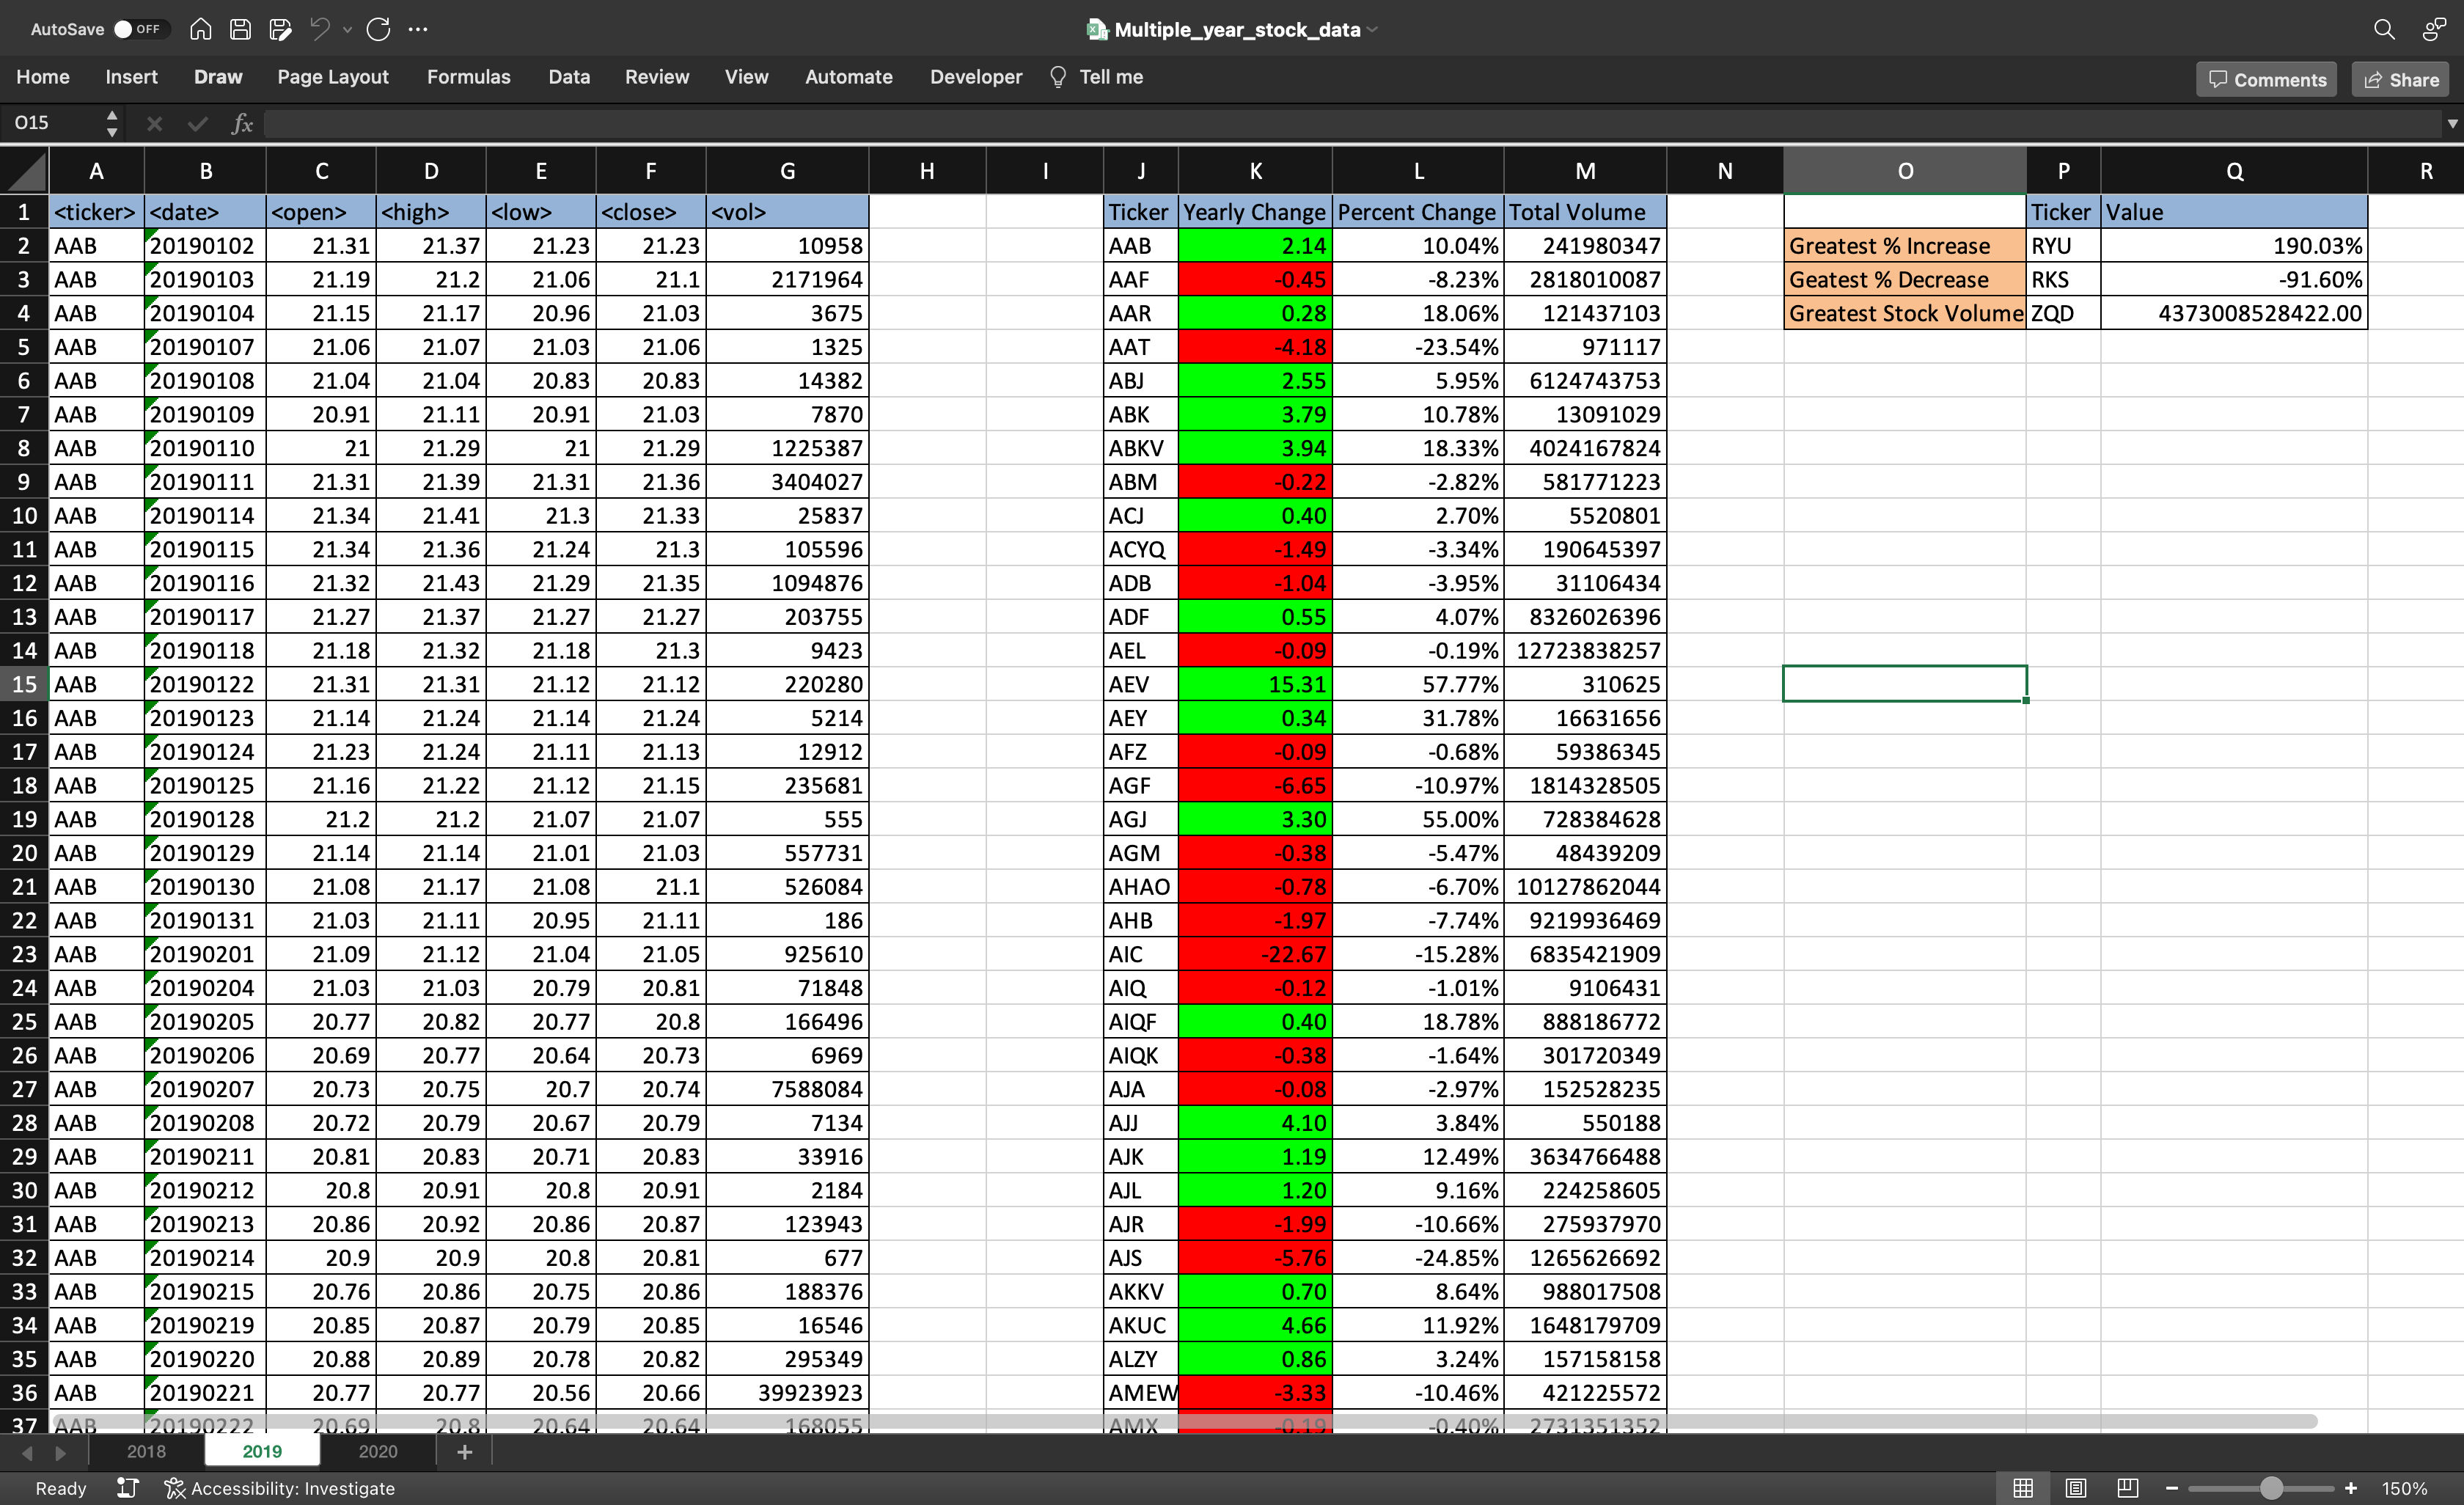 AutoSave OFF Multiple_year_stock_data
Home Insert Draw Page Layout Formulas Data Review View Automate Developer Tell me Comments Share
O15 fx
A B C D E F G H I J K L M N O P Q R
1 <ticker> <date> <open> <high> <low> <close> <vol> Ticker Yearly Change Percent Change Total Volume Ticker Value
2 AAB 20190102 21.31 21.37 21.23 21.23 10958 AAB 2.14 10.04% 241980347 Greatest % Increase RYU 190.03%
3 AAB 20190103 21.19 21.2 21.06 21.1 2171964 AAF -0.45 -8.23% 2818010087 Geatest % Decrease RKS -91.60%
4 AAB 20190104 21.15 21.17 20.96 21.03 3675 AAR 0.28 18.06% 121437103 Greatest Stock Volume ZQD 4373008528422.00
5 AAB 20190107 21.06 21.07 21.03 21.06 1325 AAT -4.18 -23.54% 971117
6 AAB 20190108 21.04 21.04 20.83 20.83 14382 ABJ 2.55 5.95% 6124743753
7 AAB 20190109 20.91 21.11 20.91 21.03 7870 ABK 3.79 10.78% 13091029
8 AAB 20190110 21 21.29 21 21.29 1225387 ABKV 3.94 18.33% 4024167824
9 AAB 20190111 21.31 21.39 21.31 21.36 3404027 ABM -0.22 -2.82% 581771223
10 AAB 20190114 21.34 21.41 21.3 21.33 25837 ACJ 0.40 2.70% 5520801
11 AAB 20190115 21.34 21.36 21.24 21.3 105596 ACYQ -1.49 -3.34% 190645397
12 AAB 20190116 21.32 21.43 21.29 21.35 1094876 ADB -1.04 -3.95% 31106434
13 AAB 20190117 21.27 21.37 21.27 21.27 203755 ADF 0.55 4.07% 8326026396
14 AAB 20190118 21.18 21.32 21.18 21.3 9423 AEL -0.09 -0.19% 12723838257
15 AAB 20190122 21.31 21.31 21.12 21.12 220280 AEV 15.31 57.77% 310625
16 AAB 20190123 21.14 21.24 21.14 21.24 5214 AEY 0.34 31.78% 16631656
17 AAB 20190124 21.23 21.24 21.11 21.13 12912 AFZ -0.09 -0.68% 59386345
18 AAB 20190125 21.16 21.22 21.12 21.15 235681 AGF -6.65 -10.97% 1814328505
19 AAB 20190128 21.2 21.2 21.07 21.07 555 AGJ 3.30 55.00% 728384628
20 AAB 20190129 21.14 21.14 21.01 21.03 557731 AGM -0.38 -5.47% 48439209
21 AAB 20190130 21.08 21.17 21.08 21.1 526084 AHAO -0.78 -6.70% 10127862044
22 AAB 20190131 21.03 21.11 20.95 21.11 186 AHB -1.97 -7.74% 9219936469
23 AAB 20190201 21.09 21.12 21.04 21.05 925610 AIC -22.67 -15.28% 6835421909
24 AAB 20190204 21.03 21.03 20.79 20.81 71848 AIQ -0.12 -1.01% 9106431
25 AAB 20190205 20.77 20.82 20.77 20.8 166496 AIQF 0.40 18.78% 888186772
26 AAB 20190206 20.69 20.77 20.64 20.73 6969 AIQK -0.38 -1.64% 301720349
27 AAB 20190207 20.73 20.75 20.7 20.74 7588084 AJA -0.08 -2.97% 152528235
28 AAB 20190208 20.72 20.79 20.67 20.79 7134 AJJ 4.10 3.84% 550188
29 AAB 20190211 20.81 20.83 20.71 20.83 33916 AJK 1.19 12.49% 3634766488
30 AAB 20190212 20.8 20.91 20.8 20.91 2184 AJL 1.20 9.16% 224258605
31 AAB 20190213 20.86 20.92 20.86 20.87 123943 AJR -1.99 -10.66% 275937970
32 AAB 20190214 20.9 20.9 20.8 20.81 677 AJS -5.76 -24.85% 1265626692
33 AAB 20190215 20.76 20.86 20.75 20.86 188376 AKKV 0.70 8.64% 988017508
34 AAB 20190219 20.85 20.87 20.79 20.85 16546 AKUC 4.66 11.92% 1648179709
35 AAB 20190220 20.88 20.89 20.78 20.82 295349 ALZY 0.86 3.24% 157158158
36 AAB 20190221 20.77 20.77 20.56 20.66 39923923 AMEW -3.33 -10.46% 421225572
37 AAB 20190222 20.69 20.8 20.64 20.64 168055 AMX -0.19 -0.40% 2731351352
2018 2019 2020 +
Ready Accessibility: Investigate 150%